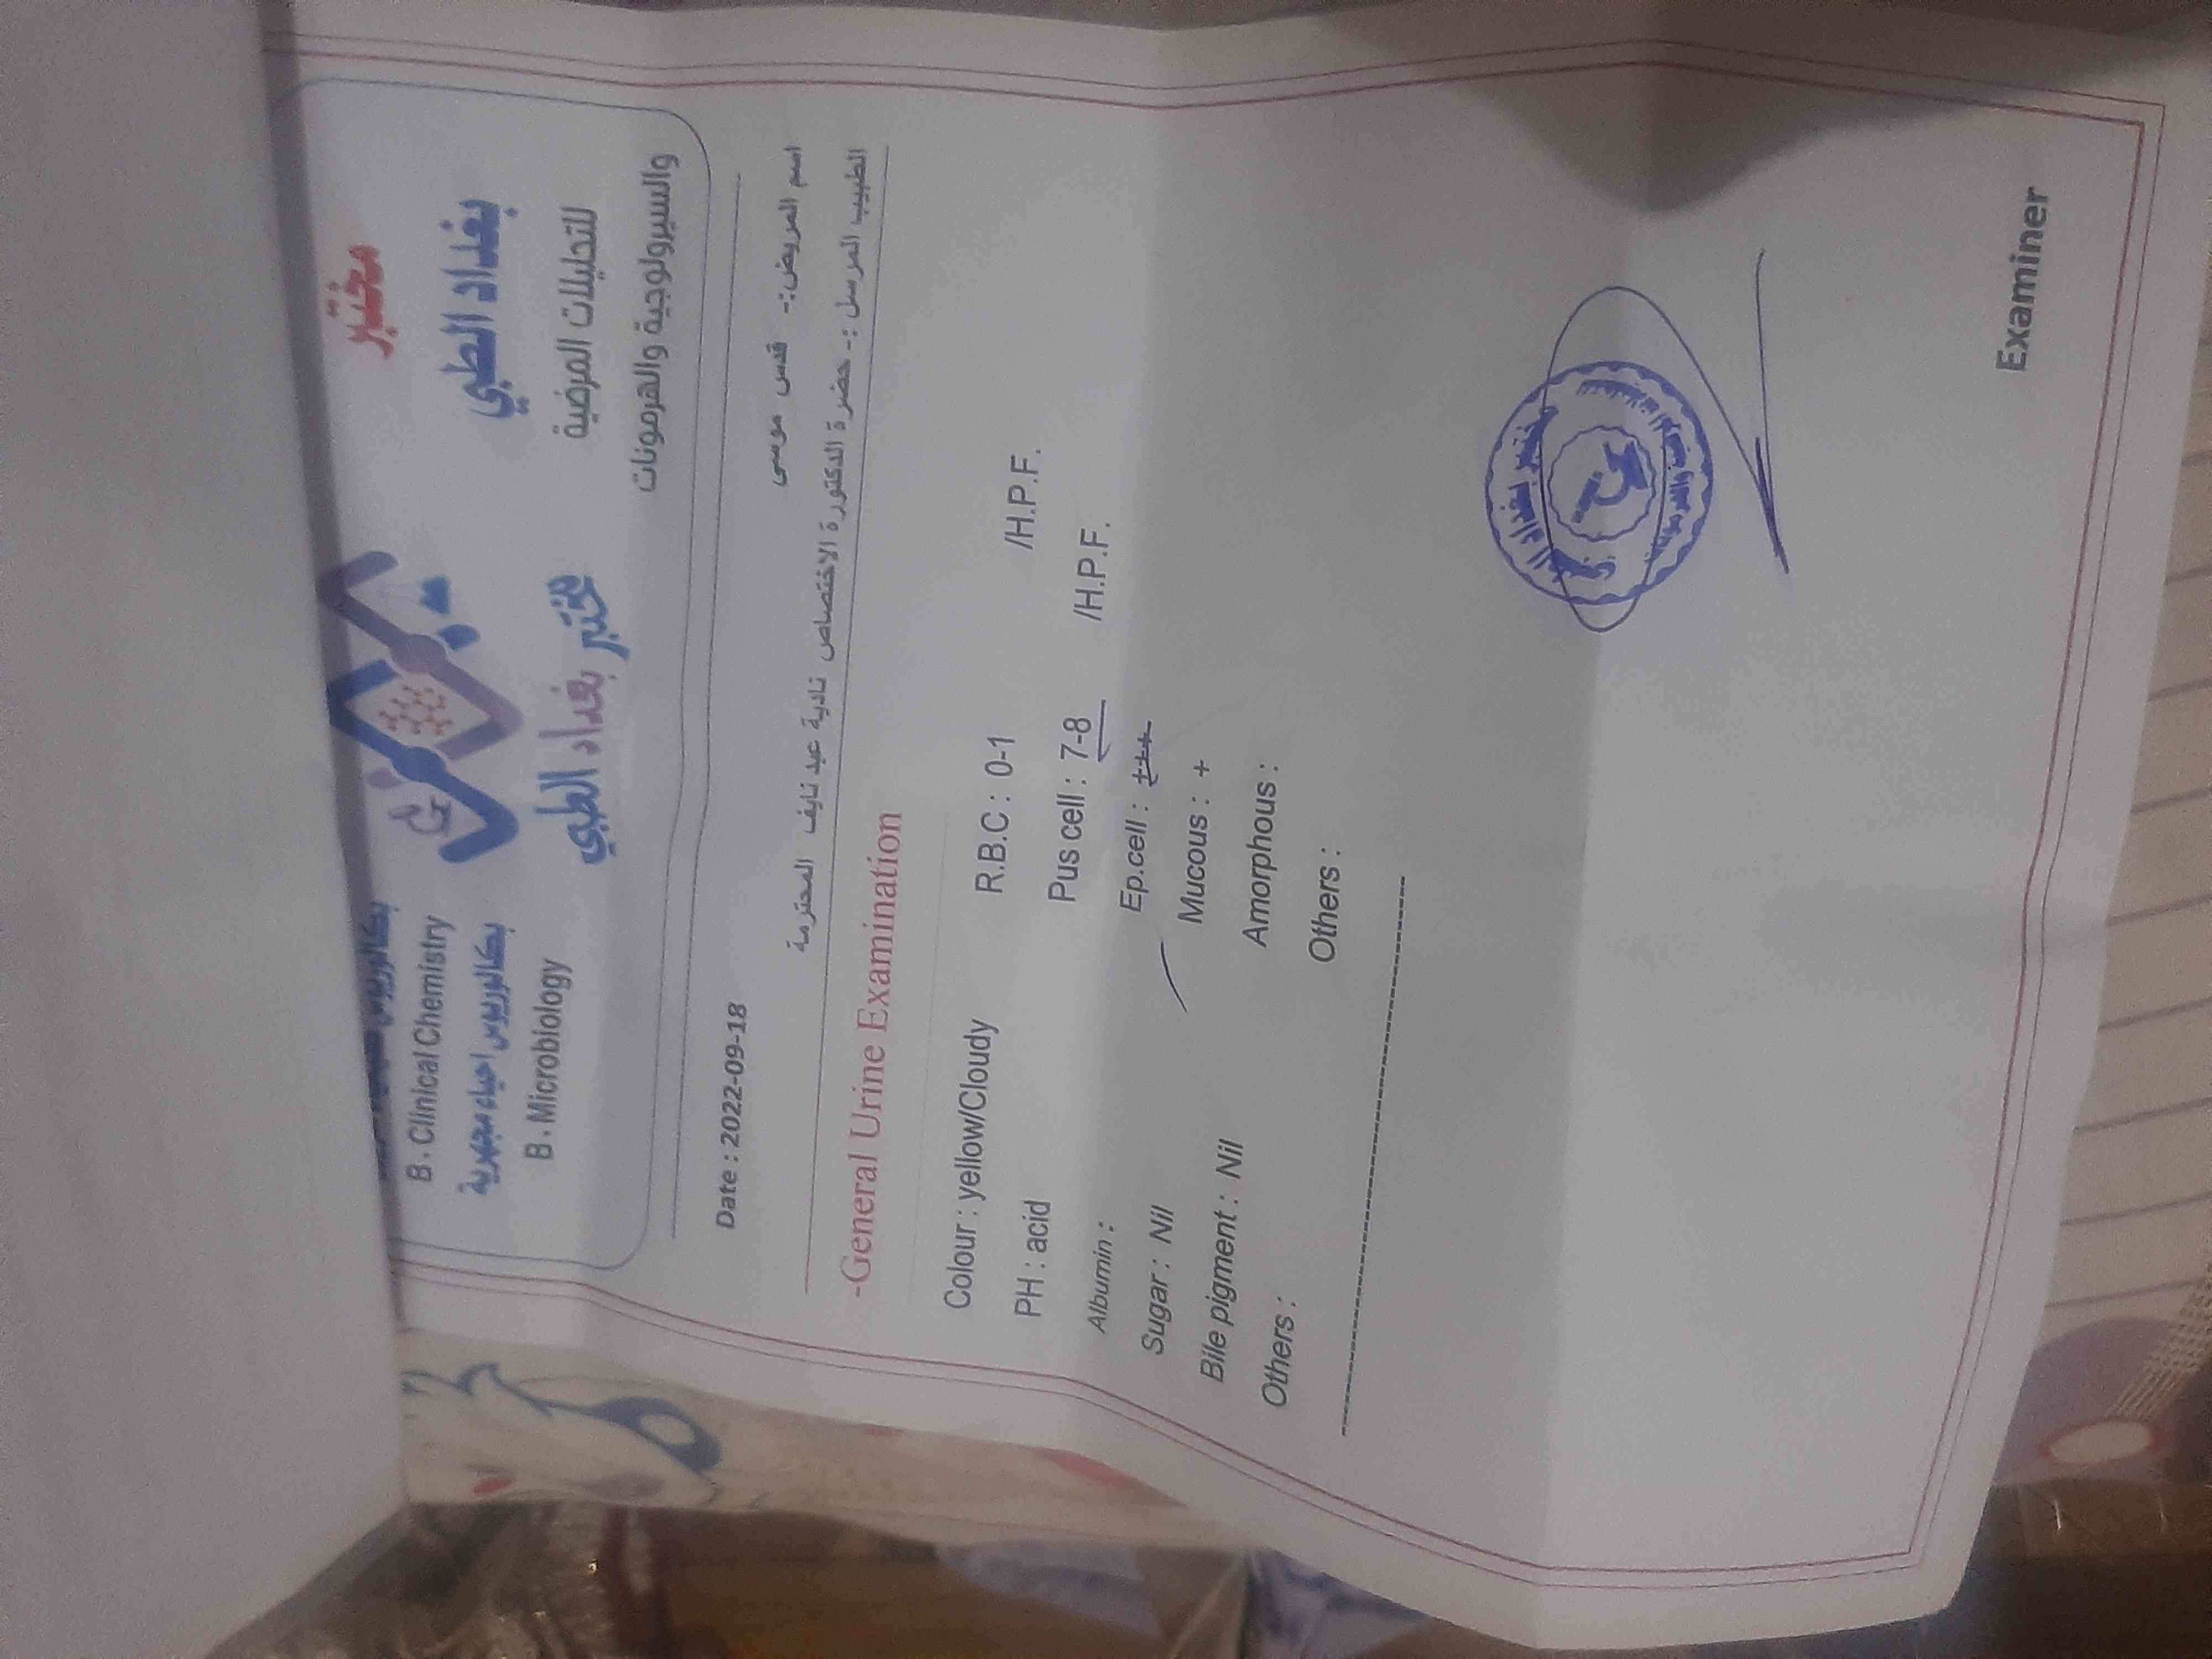 مختبر
بغداد الطبي
للتحليلات المرضية
والسيرولوجية والهرمونات
مختبر بغداد الطبي
بكالوريوس
B . Clinical Chemistry
بكالوريوس احياء مجهرية
B . Microbiology
Date : 2022-09-18
اسم المريض:- قدس موسى
الطبيب المرسل :- حضرة الدكتورة الاختصاص نادية عبد نايف المحترمة
-General Urine Examination
Colour : yellow/Cloudy R.B.C : 0-1 /H.P.F.
PH : acid Pus cell : 7-8 /H.P.F.
Albumin : Ep.cell : +++
Sugar : Nil Mucous : +
Bile pigment : Nil Amorphous :
Others : Others :
مختبر بغداد
Examiner